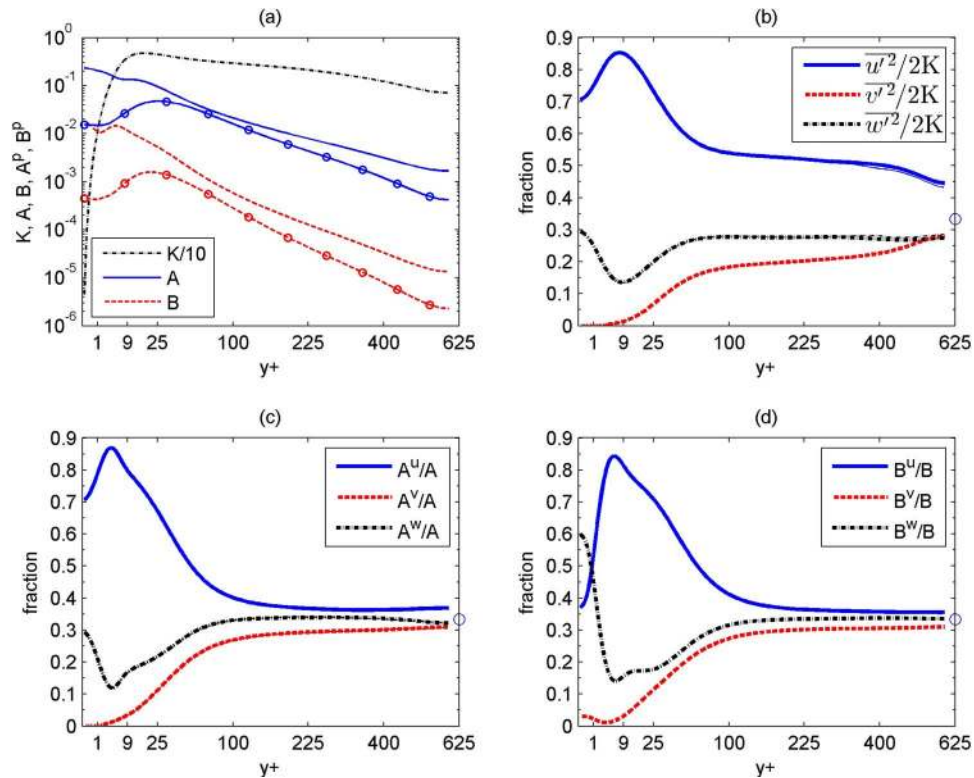 (a)
K, A, B, A^p, B^p
10^0
10^-1
10^-2
10^-3
10^-4
10^-5
10^-6
K/10
A
B
1 9 25 100 225 400 625
y+
(b)
fraction
0.9
0.8
0.7
0.6
0.5
0.4
0.3
0.2
0.1
0
u'^2/2K
v'^2/2K
w'^2/2K
1 9 25 100 225 400 625
y+
(c)
fraction
0.9
0.8
0.7
0.6
0.5
0.4
0.3
0.2
0.1
0
A^u/A
A^v/A
A^w/A
1 9 25 100 225 400 625
y+
(d)
fraction
0.9
0.8
0.7
0.6
0.5
0.4
0.3
0.2
0.1
0
B^u/B
B^v/B
B^w/B
1 9 25 100 225 400 625
y+